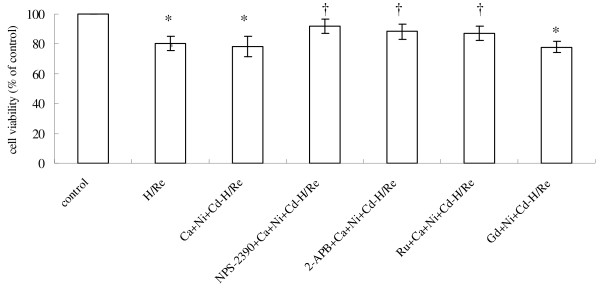 cell viability (% of control)
100
80
60
40
20
0
* * † † † *
control
H/Re
Ca+Ni+Cd-H/Re
NPS-2390+Ca+Ni+Cd-H/Re
2-APB+Ca+Ni+Cd-H/Re
Ru+Ca+Ni+Cd-H/Re
Gd+Ni+Cd-H/Re